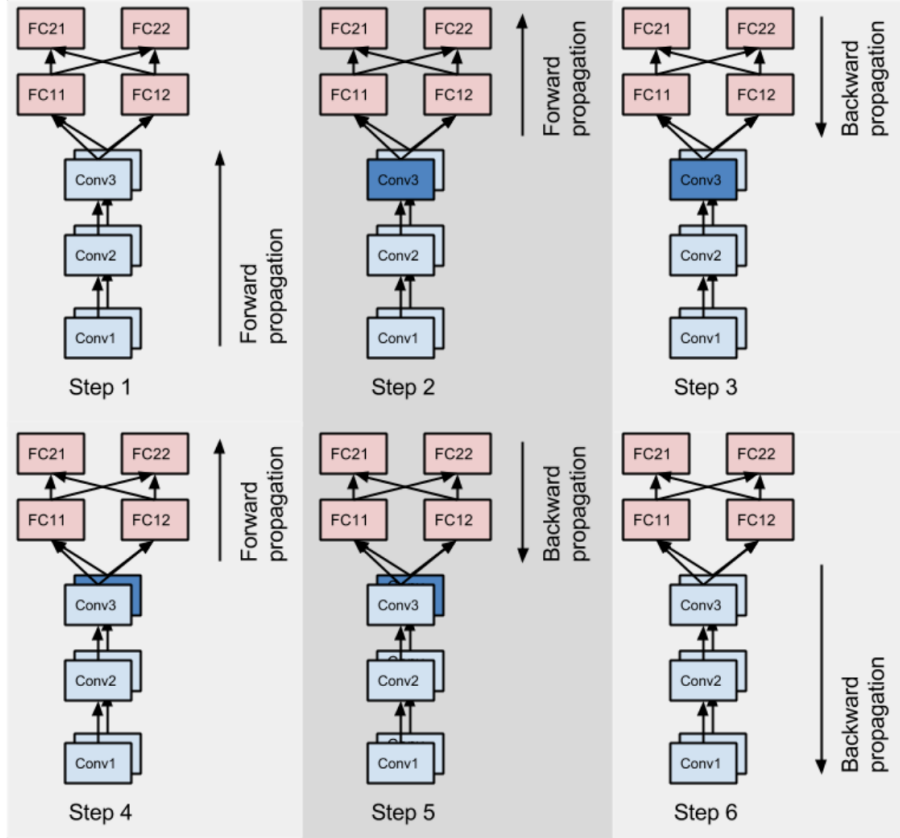 FC21 FC22
FC11 FC12
Conv3
Conv2
Conv1
Forward
propagation
Step 1
FC21 FC22
FC11 FC12
Conv3
Conv2
Conv1
Forward
propagation
Step 2
FC21 FC22
FC11 FC12
Conv3
Conv2
Conv1
Backward
propagation
Step 3
FC21 FC22
FC11 FC12
Conv3
Conv2
Conv1
Forward
propagation
Step 4
FC21 FC22
FC11 FC12
Conv3
Conv2
Conv1
Backward
propagation
Step 5
FC21 FC22
FC11 FC12
Conv3
Conv2
Conv1
Backward
propagation
Step 6